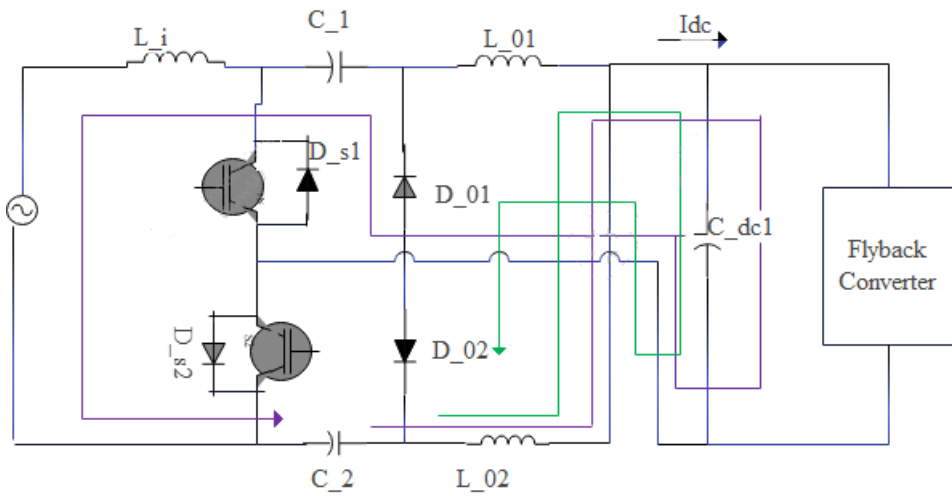 C_1
L_i
L_01
Idc
D_s1
D_01
C_dc1
Flyback
Converter
D_s2
D_02
C_2
L_02